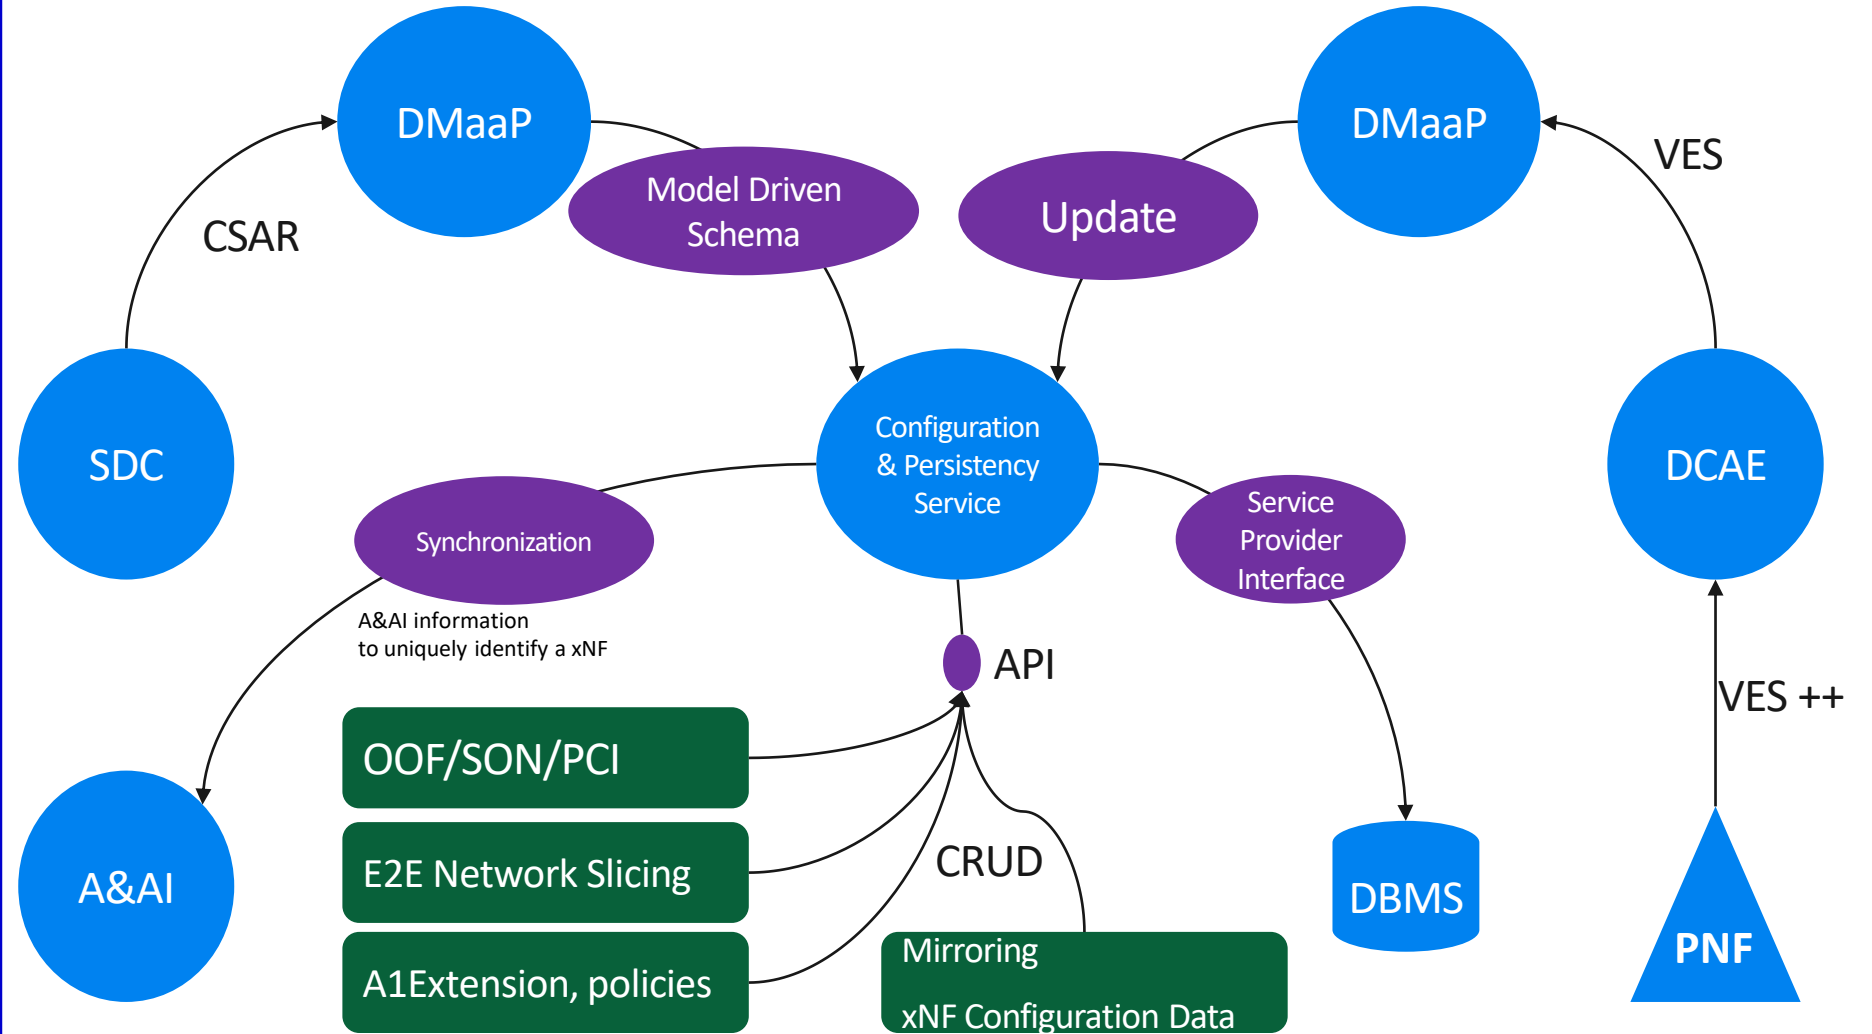 DMaaP
DMaaP
VES
Model Driven
Schema
Update
CSAR
Configuration
& Persistency
Service
SDC
DCAE
Service
Provider
Interface
Synchronization
A&AI information
to uniquely identify a xNF
API
VES ++
OOF/SON/PCI
E2E Network Slicing
CRUD
A&AI
DBMS
PNF
A1Extension, policies
Mirroring
xNF Configuration Data